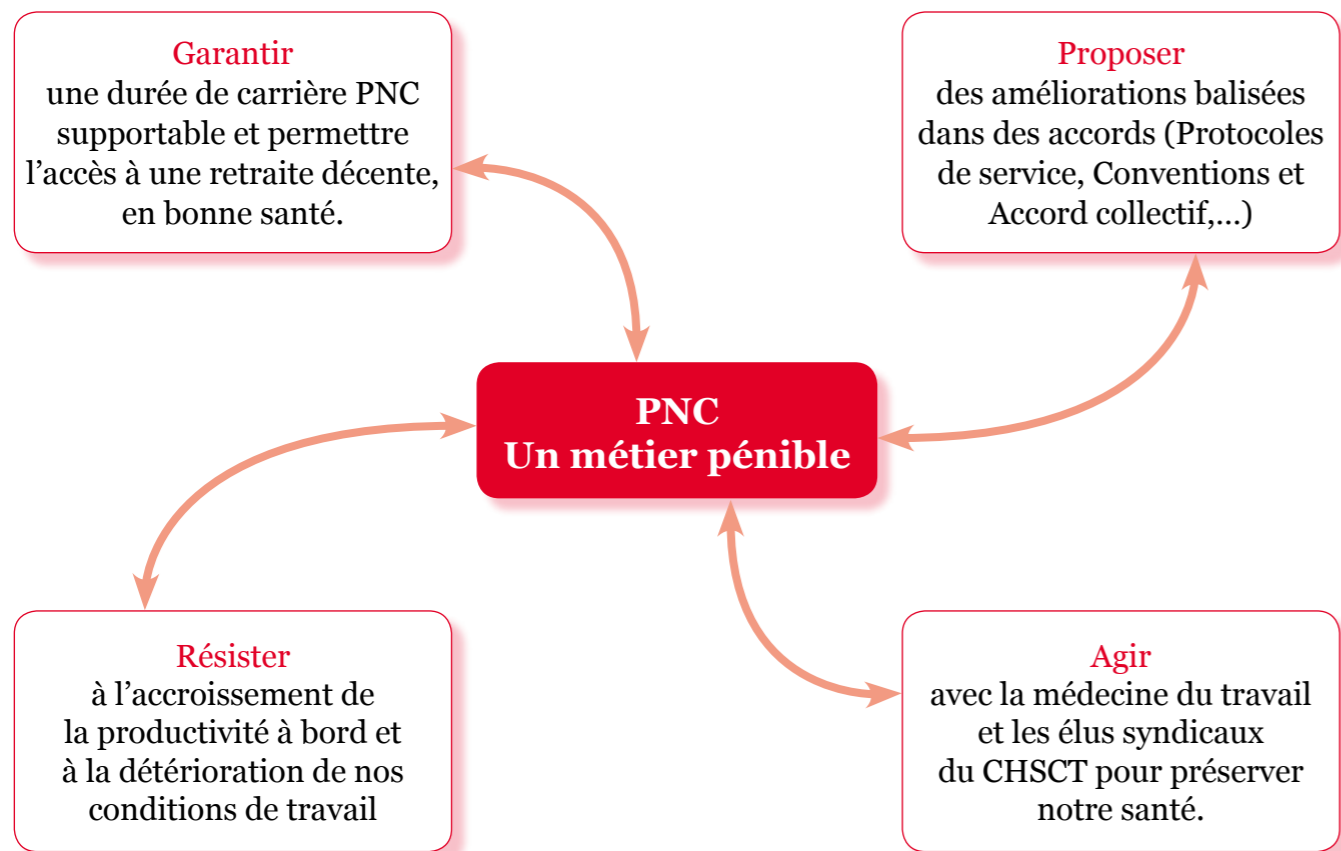 Garantir
une durée de carrière PNC
supportable et permettre
l’accès à une retraite décente,
en bonne santé.
Proposer
des améliorations balisées
dans des accords (Protocoles
de service, Conventions et
Accord collectif,...)
PNC
Un métier pénible
Résister
à l’accroissement de
la productivité à bord et
à la détérioration de nos
conditions de travail
Agir
avec la médecine du travail
et les élus syndicaux
du CHSCT pour préserver
notre santé.